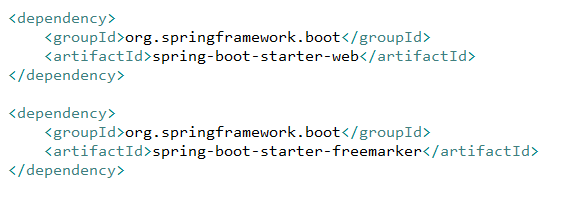 <dependency>
    <groupId>org.springframework.boot</groupId>
    <artifactId>spring-boot-starter-web</artifactId>
</dependency>

<dependency>
    <groupId>org.springframework.boot</groupId>
    <artifactId>spring-boot-starter-freemarker</artifactId>
</dependency>